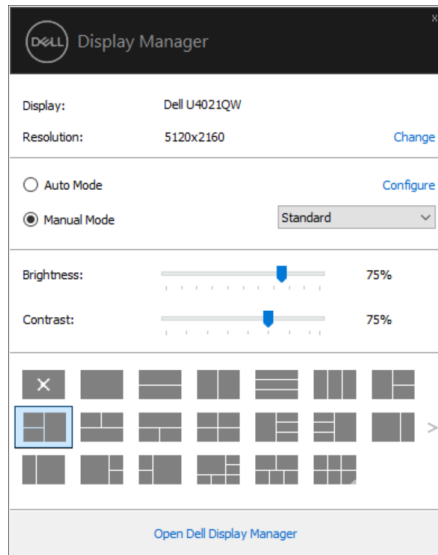 x
DELL Display Manager
Display: Dell U4021QW
Resolution: 5120x2160 Change
Auto Mode Configure
Manual Mode Standard
Brightness: 75%
Contrast: 75%
Open Dell Display Manager